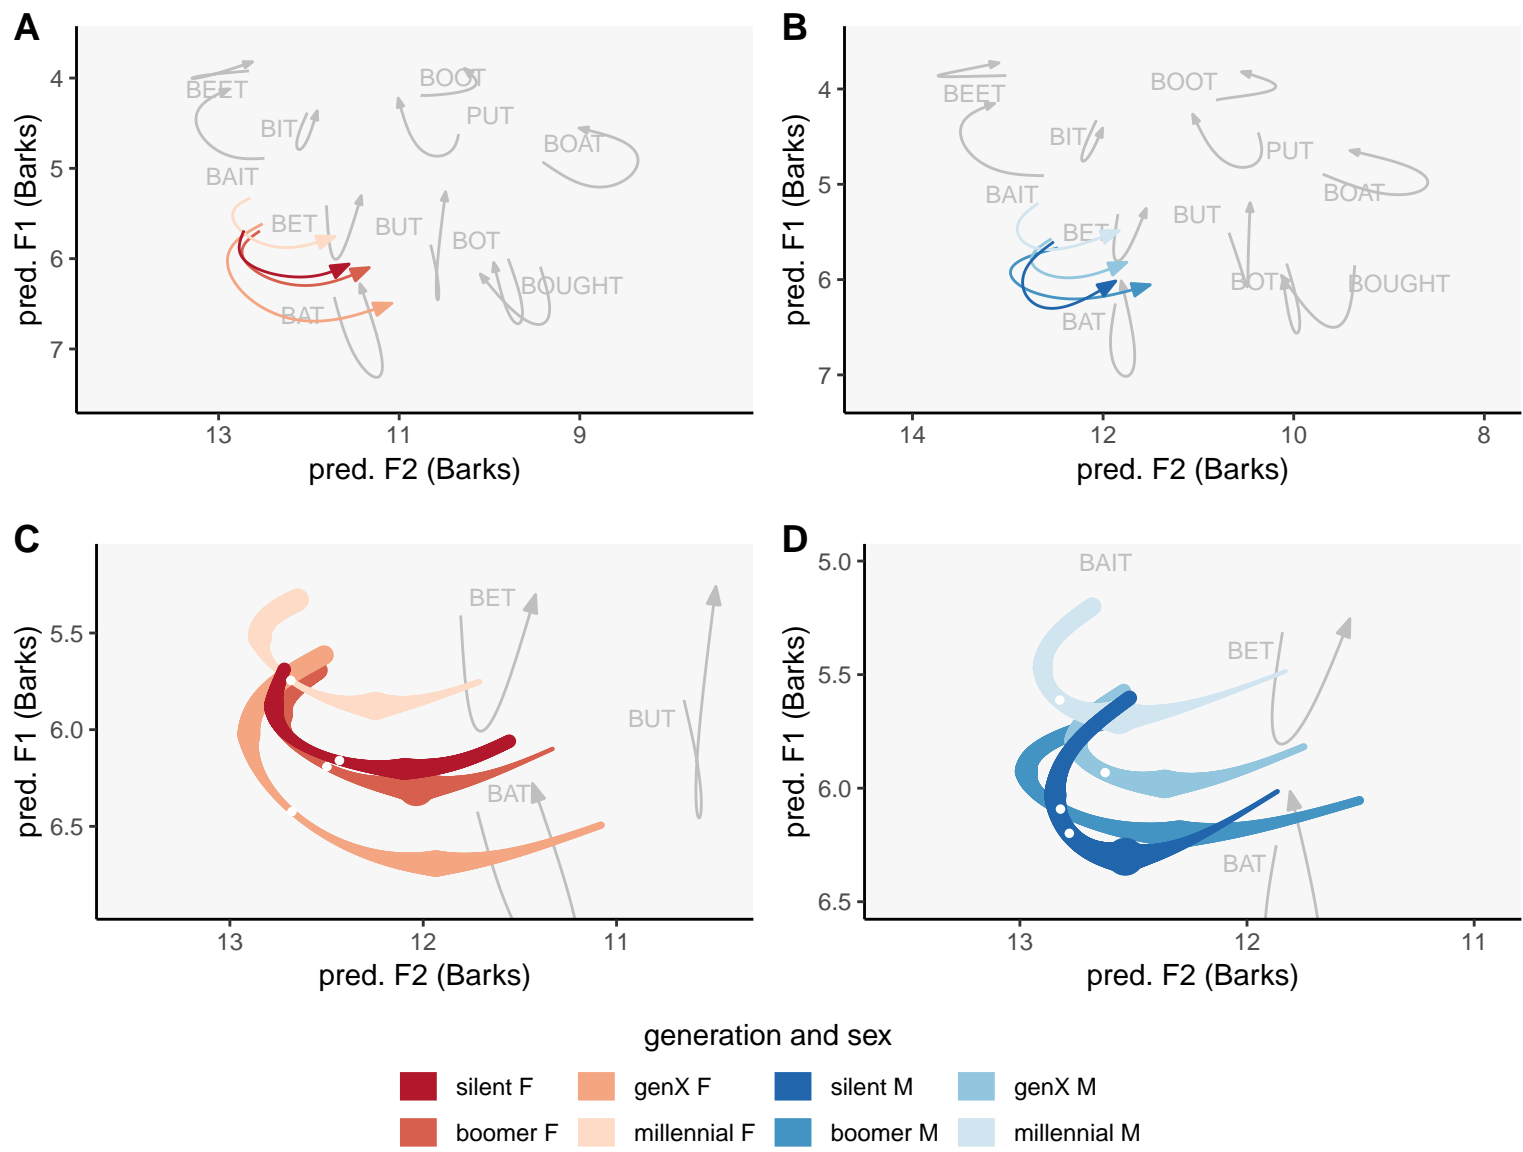 A
pred. F1 (Barks)
4
5
6
7
BEET
BOOT
BIT
PUT
BOAT
BAIT
BET
BUT
BOT
BOUGHT
BAT
13
11
9
pred. F2 (Barks)
B
pred. F1 (Barks)
4
5
6
7
BEET
BOOT
BIT
PUT
BAIT
BOAT
BUT
BET
BOT
BOUGHT
BAT
14
12
10
8
pred. F2 (Barks)
C
pred. F1 (Barks)
5.5
6.0
6.5
BET
BUT
BAT
13
12
11
pred. F2 (Barks)
D
pred. F1 (Barks)
5.0
5.5
6.0
6.5
BAIT
BET
BAT
13
12
11
pred. F2 (Barks)
generation and sex
silent F
genX F
silent M
genX M
boomer F
millennial F
boomer M
millennial M